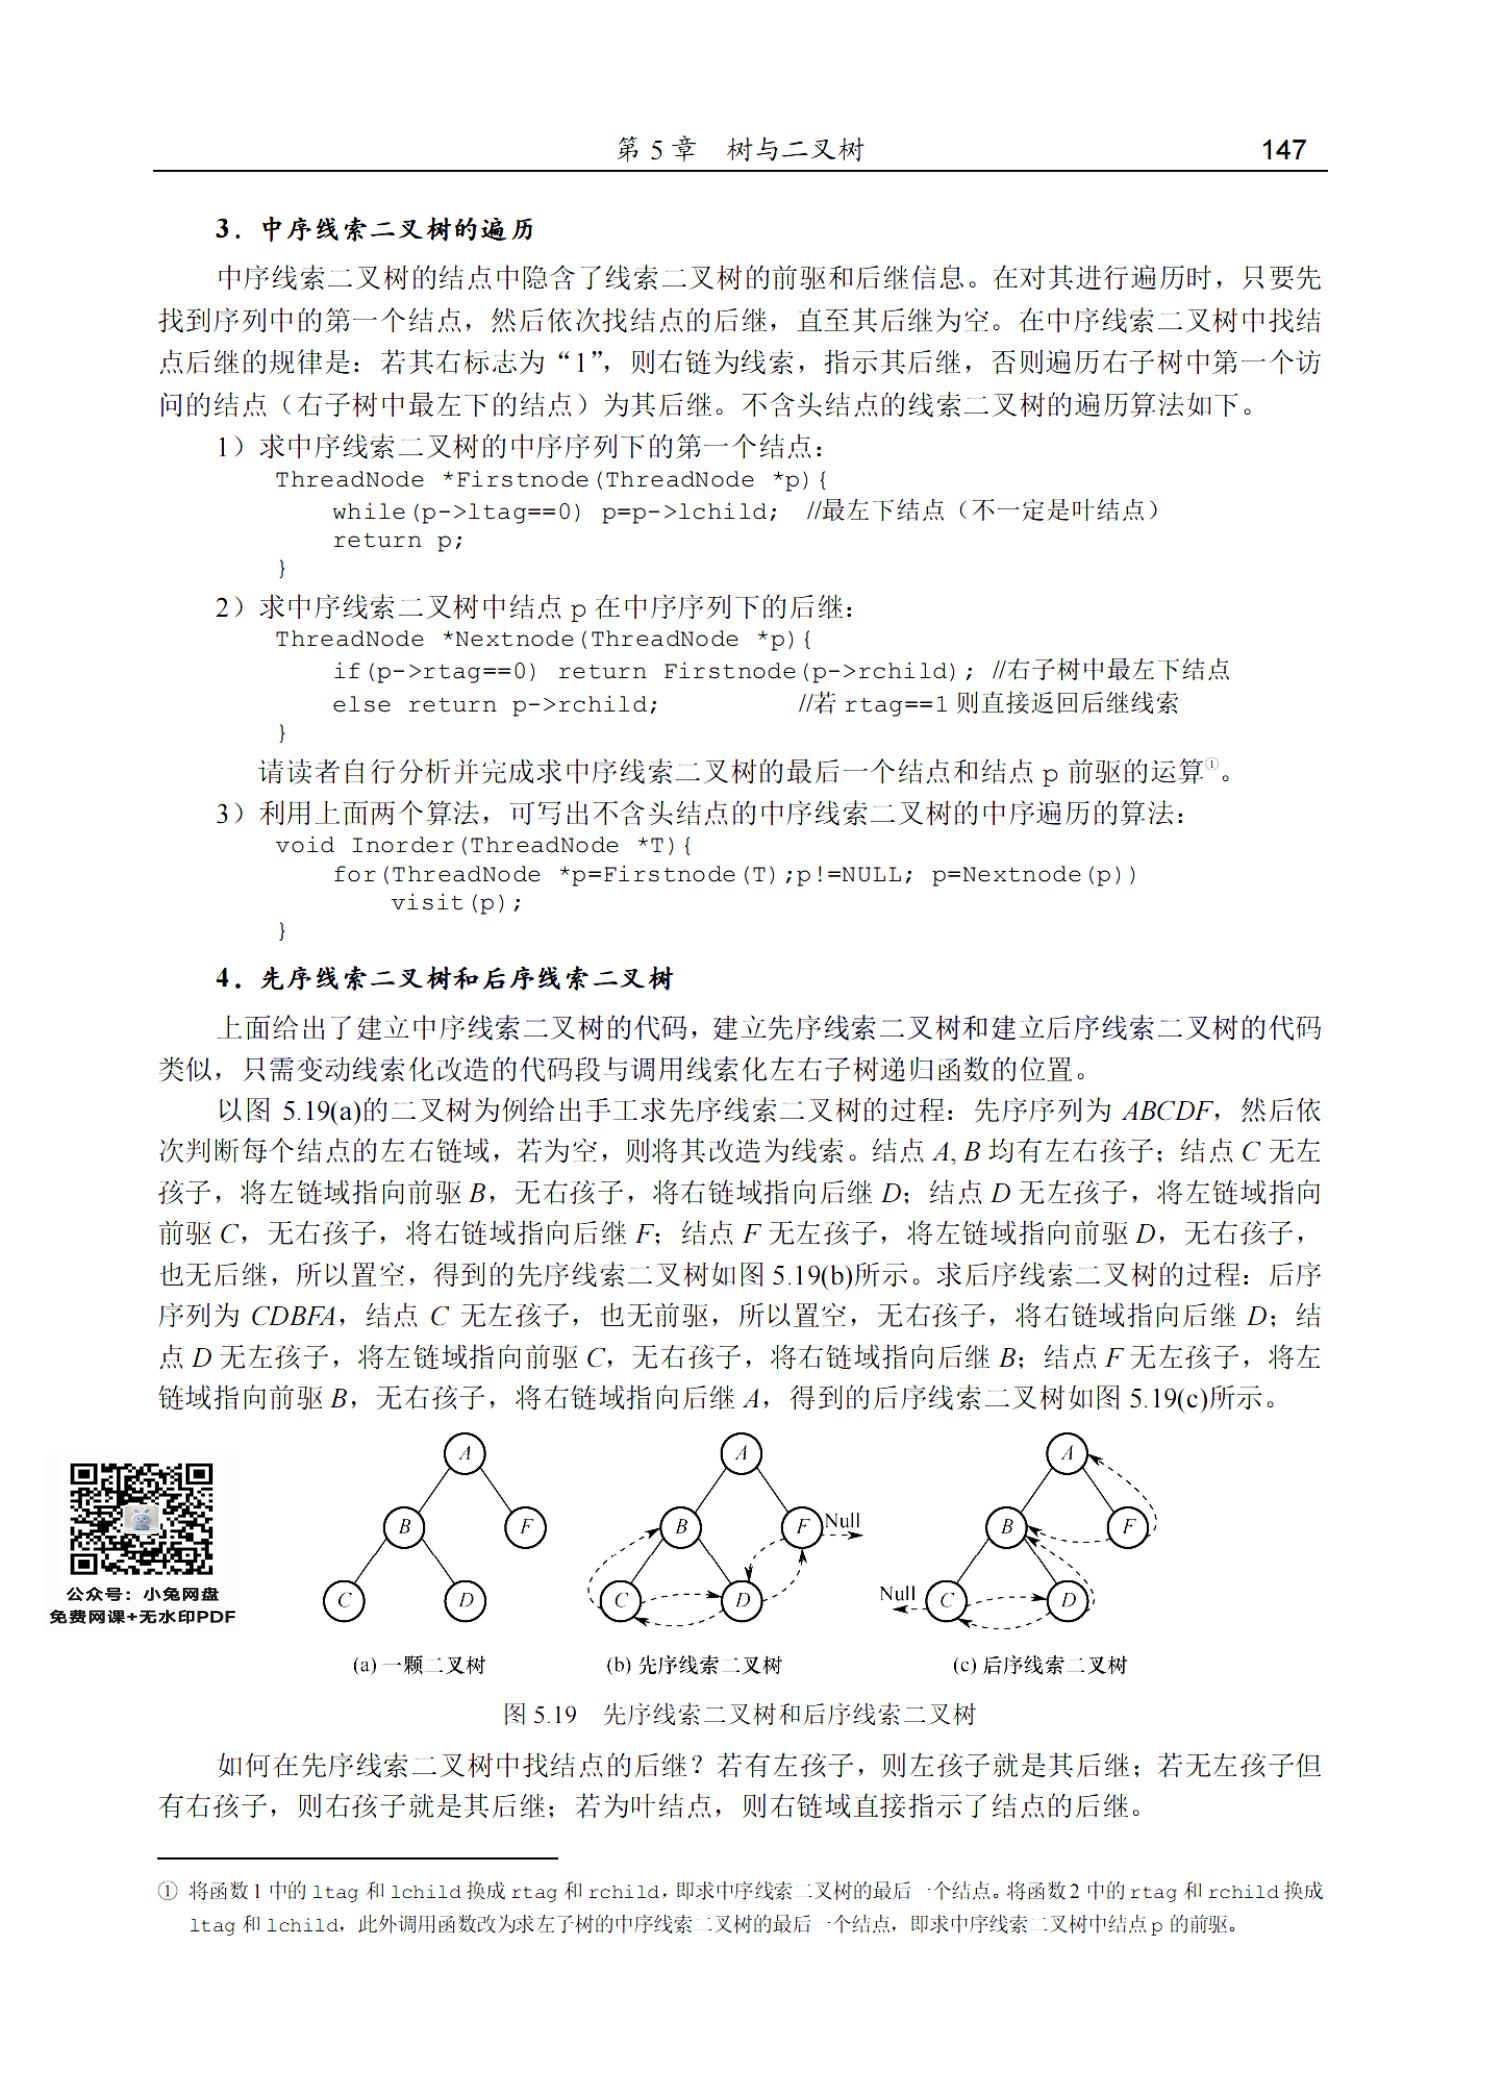 第 5 章 树与二叉树 147
3．中序线索二叉树的遍历
中序线索二叉树的结点中隐含了线索二叉树的前驱和后继信息。在对其进行遍历时，只要先
找到序列中的第一个结点，然后依次找结点的后继，直至其后继为空。在中序线索二叉树中找结
点后继的规律是：若其右标志为“1”，则右链为线索，指示其后继，否则遍历右子树中第一个访
问的结点（右子树中最左下的结点）为其后继。不含头结点的线索二叉树的遍历算法如下。
1）求中序线索二叉树的中序序列下的第一个结点：
ThreadNode *Firstnode(ThreadNode *p){
while(p->ltag==0) p=p->lchild; //最左下结点（不一定是叶结点）
return p;
}
2）求中序线索二叉树中结点 p 在中序序列下的后继：
ThreadNode *Nextnode(ThreadNode *p){
if(p->rtag==0) return Firstnode(p->rchild); //右子树中最左下结点
else return p->rchild; //若 rtag==1 则直接返回后继线索
}
请读者自行分析并完成求中序线索二叉树的最后一个结点和结点 p 前驱的运算①。
3）利用上面两个算法，可写出不含头结点的中序线索二叉树的中序遍历的算法：
void Inorder(ThreadNode *T){
for(ThreadNode *p=Firstnode(T);p!=NULL; p=Nextnode(p))
visit(p);
}
4．先序线索二叉树和后序线索二叉树
上面给出了建立中序线索二叉树的代码，建立先序线索二叉树和建立后序线索二叉树的代码
类似，只需变动线索化改造的代码段与调用线索化左右子树递归函数的位置。
以图 5.19(a)的二叉树为例给出手工求先序线索二叉树的过程：先序序列为 ABCDF，然后依
次判断每个结点的左右链域，若为空，则将其改造为线索。结点 A, B 均有左右孩子；结点 C 无左
孩子，将左链域指向前驱 B，无右孩子，将右链域指向后继 D；结点 D 无左孩子，将左链域指向
前驱 C，无右孩子，将右链域指向后继 F；结点 F 无左孩子，将左链域指向前驱 D，无右孩子，
也无后继，所以置空，得到的先序线索二叉树如图 5.19(b)所示。求后序线索二叉树的过程：后序
序列为 CDBFA，结点 C 无左孩子，也无前驱，所以置空，无右孩子，将右链域指向后继 D；结
点 D 无左孩子，将左链域指向前驱 C，无右孩子，将右链域指向后继 B；结点 F 无左孩子，将左
链域指向前驱 B，无右孩子，将右链域指向后继 A，得到的后序线索二叉树如图 5.19(c)所示。
A A A
B F B F Null B F
C D C D Null C D
公众号：小兔网盘
免费网课+无水印PDF
(a) 一颗二叉树 (b) 先序线索二叉树 (c) 后序线索二叉树
图 5.19 先序线索二叉树和后序线索二叉树
如何在先序线索二叉树中找结点的后继？若有左孩子，则左孩子就是其后继；若无左孩子但
有右孩子，则右孩子就是其后继；若为叶结点，则右链域直接指示了结点的后继。
① 将函数1 中的 ltag 和 lchild 换成 rtag 和 rchild，即求中序线索二叉树的最后一个结点。将函数2 中的 rtag 和 rchild 换成
ltag 和 lchild，此外调用函数改为求左子树的中序线索二叉树的最后一个结点，即求中序线索二叉树中结点p 的前驱。